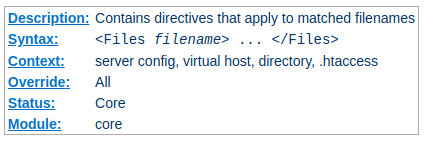 Description: Contains directives that apply to matched filenames
Syntax: <Files filename> ... </Files>
Context: server config, virtual host, directory, .htaccess
Override: All
Status: Core
Module: core